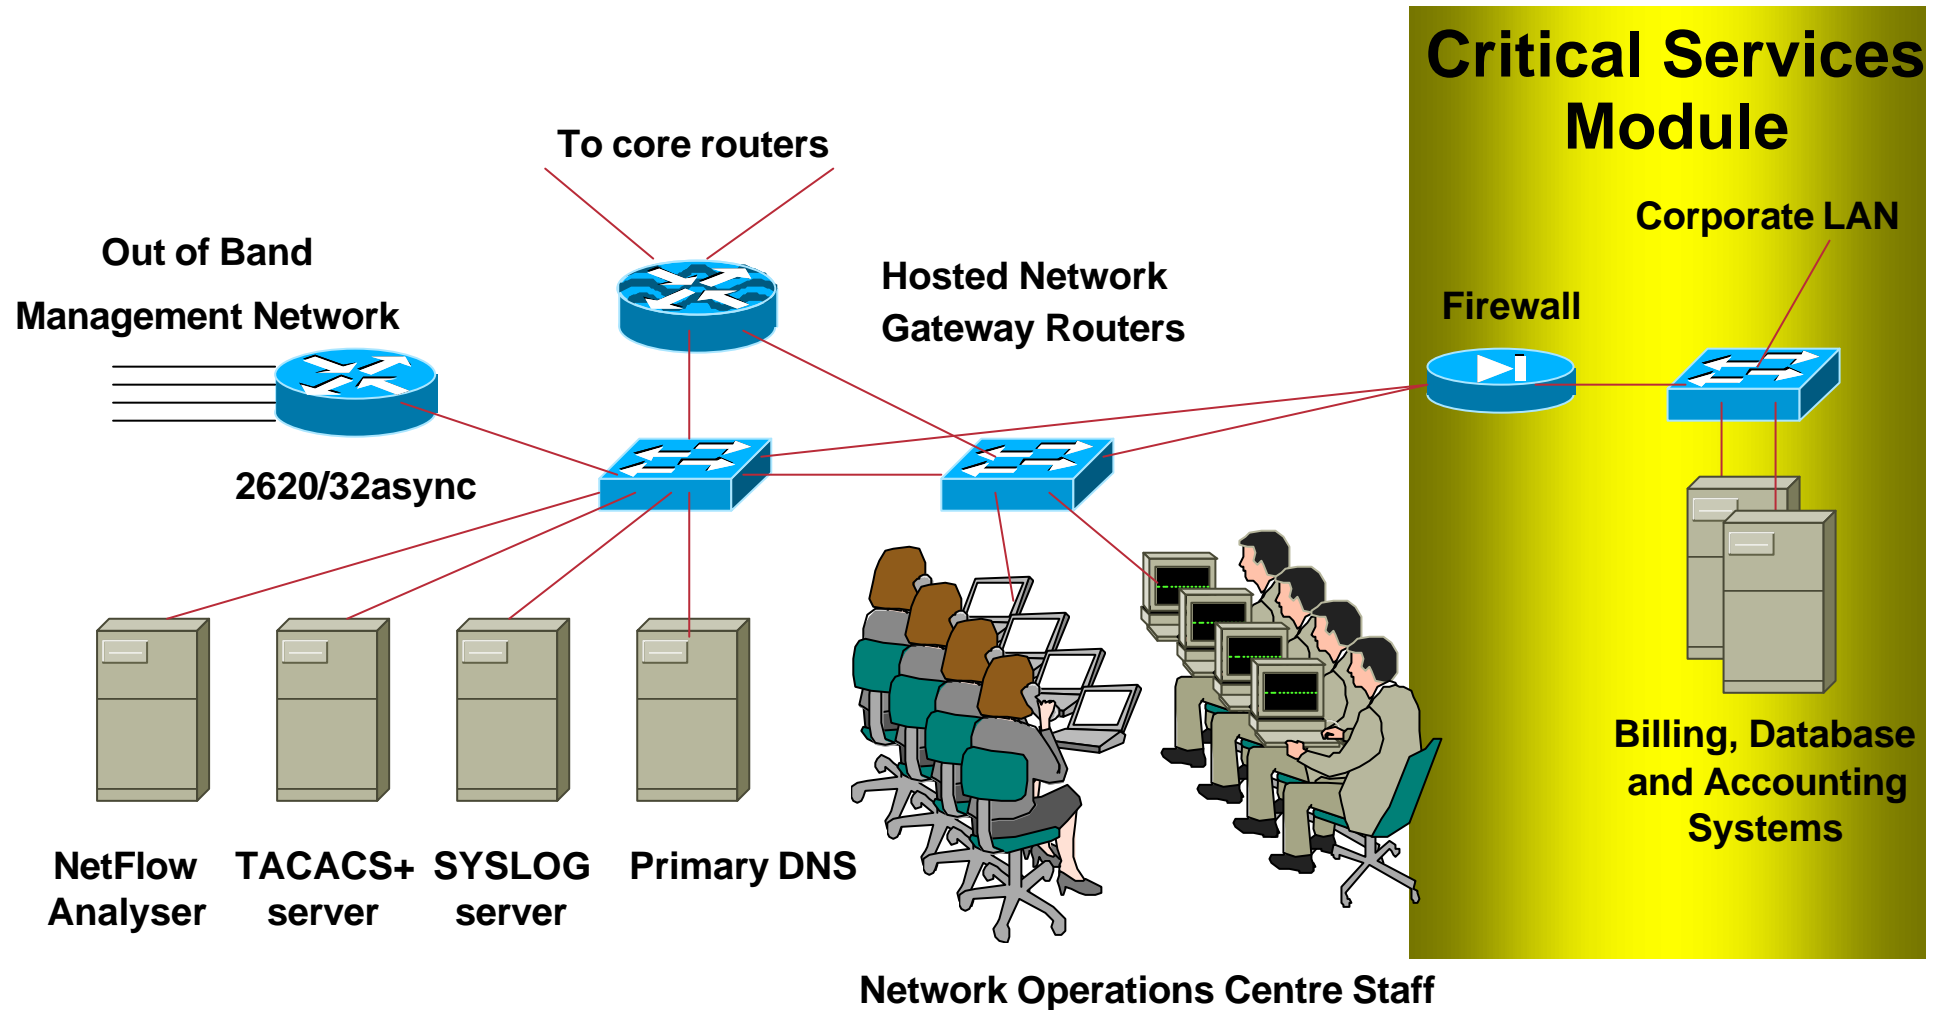 Critical Services
Module
To core routers
Corporate LAN
Out of Band
Management Network
Hosted Network
Gateway Routers
Firewall
2620/32async
Billing, Database
and Accounting
Systems
NetFlow
Analyser
TACACS+
server
SYSLOG
server
Primary DNS
Network Operations Centre Staff